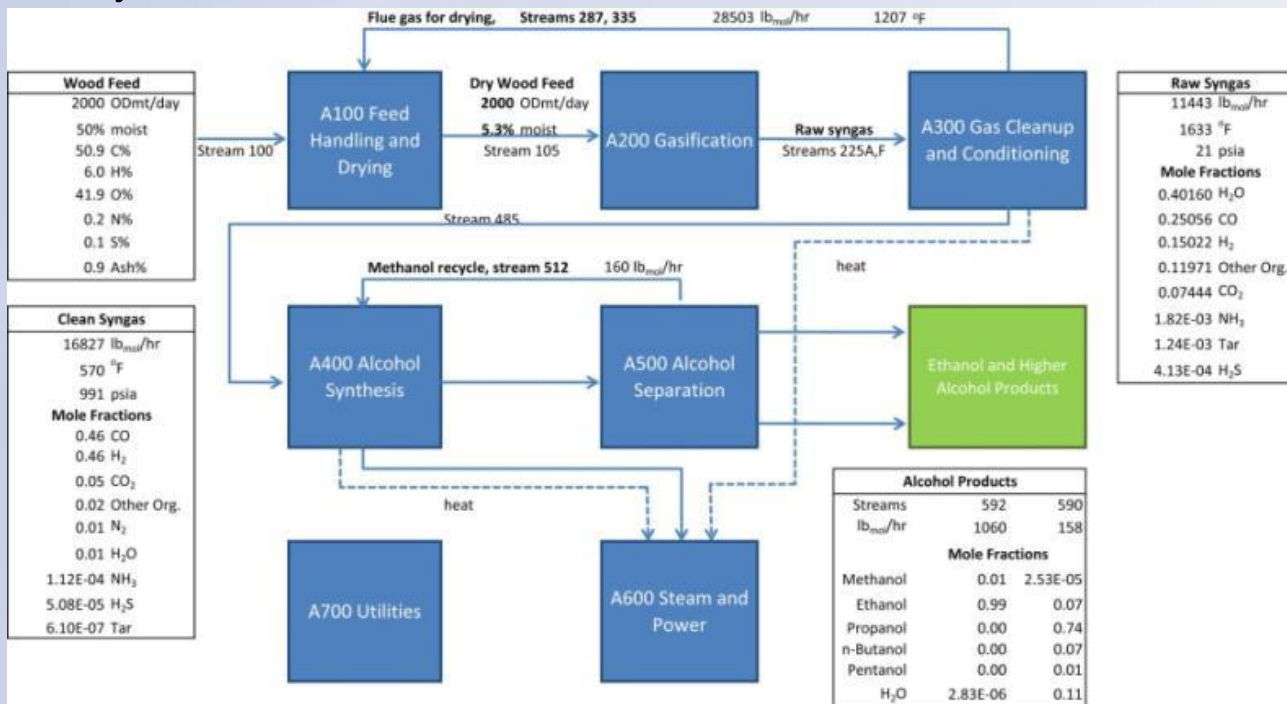 Flue gas for drying, Streams 287, 335 28503 lbmol/hr 1207 °F
Wood Feed
2000 ODmt/day
50% moist
50.9 C%
6.0 H%
41.9 O%
0.2 N%
0.1 S%
0.9 Ash%
Stream 100
A100 Feed
Handling and
Drying
Dry Wood Feed
2000 ODmt/day
5.3% moist
Stream 105
A200 Gasification
Raw syngas
Streams 225A,F
A300 Gas Cleanup
and Conditioning
Raw Syngas
11443 lbmol/hr
1633 °F
21 psia
Mole Fractions
0.40160 H₂O
0.25056 CO
0.15022 H₂
0.11971 Other Org.
0.07444 CO₂
1.82E-03 NH₃
1.24E-03 Tar
4.13E-04 H₂S
Stream 485
Methanol recycle, stream 512 160 lbmol/hr
heat
Clean Syngas
16827 lbmol/hr
570 °F
991 psia
Mole Fractions
0.46 CO
0.46 H₂
0.05 CO₂
0.02 Other Org.
0.01 N₂
0.01 H₂O
1.12E-04 NH₃
5.08E-05 H₂S
6.10E-07 Tar
A400 Alcohol
Synthesis
A500 Alcohol
Separation
Ethanol and Higher
Alcohol Products
heat
A700 Utilities
A600 Steam and
Power
Alcohol Products
Streams 592 590
lbmol/hr 1060 158
Mole Fractions
Methanol 0.01 2.53E-05
Ethanol 0.99 0.07
Propanol 0.00 0.74
n-Butanol 0.00 0.07
Pentanol 0.00 0.01
H₂O 2.83E-06 0.11